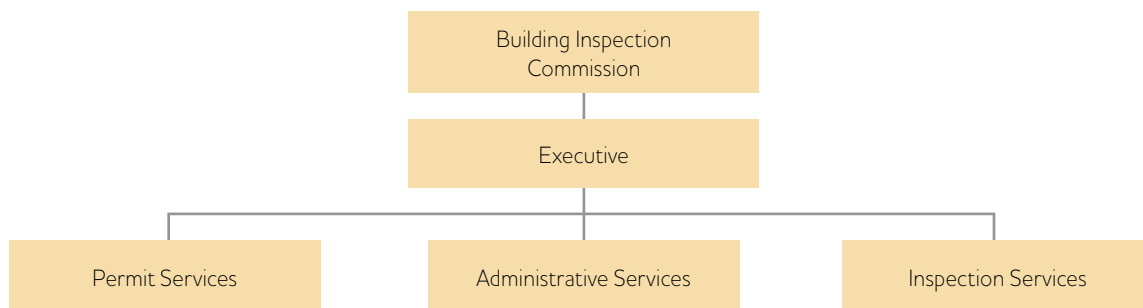 Building Inspection
Commission
Executive
Permit Services
Administrative Services
Inspection Services